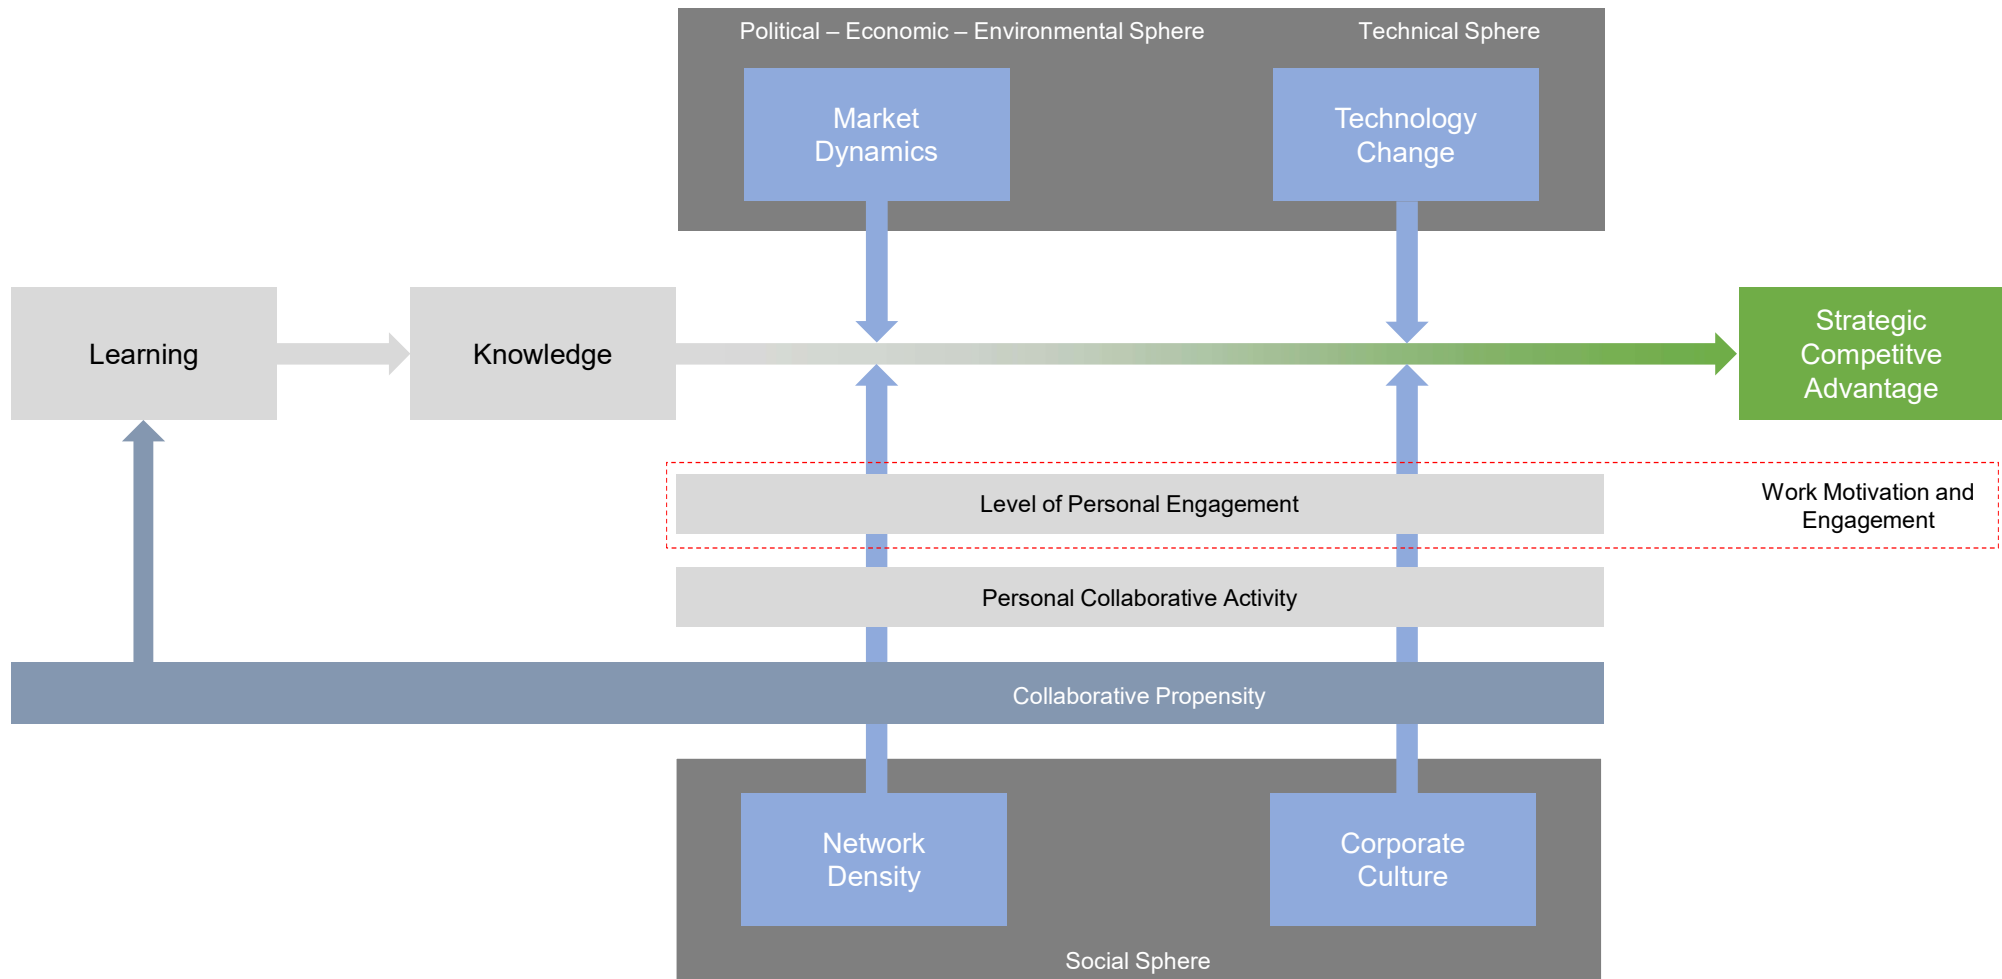 Political – Economic – Environmental Sphere
Technical Sphere
Market
Dynamics
Technology
Change
Learning
Knowledge
Strategic
Competitve
Advantage
Level of Personal Engagement
Work Motivation and
Engagement
Personal Collaborative Activity
Collaborative Propensity
Network
Density
Corporate
Culture
Social Sphere